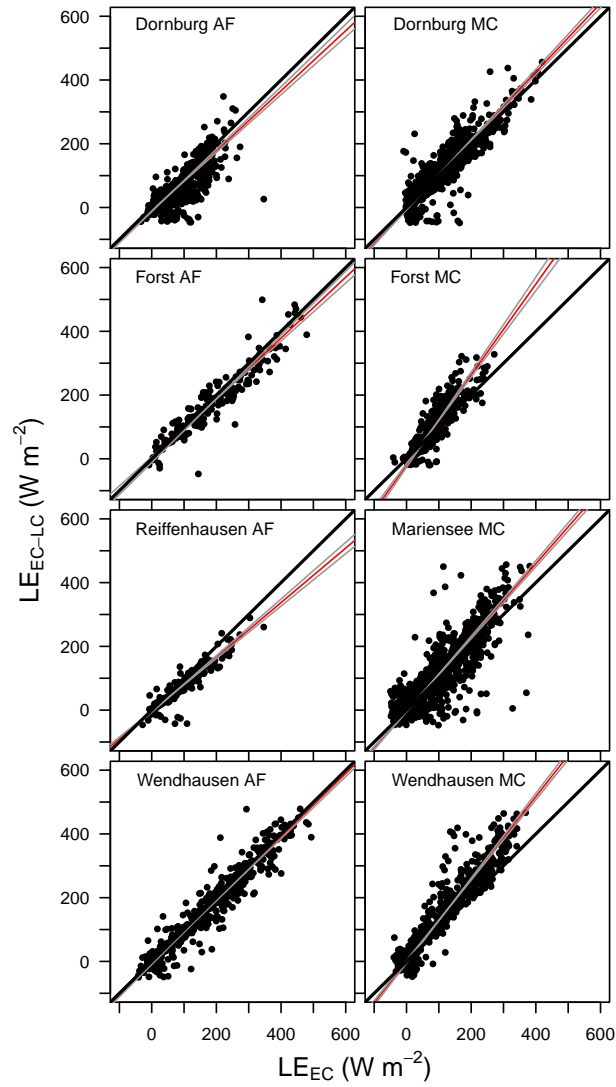 Dornburg AF
Dornburg MC
600
400
200
0
Forst AF
Forst MC
600
400
200
0
Reiffenhausen AF
Mariensee MC
600
400
200
0
Wendhausen AF
Wendhausen MC
600
400
200
0
0 200 400 600
0 200 400 600
LE_EC−LC (W m⁻²)
LE_EC (W m⁻²)